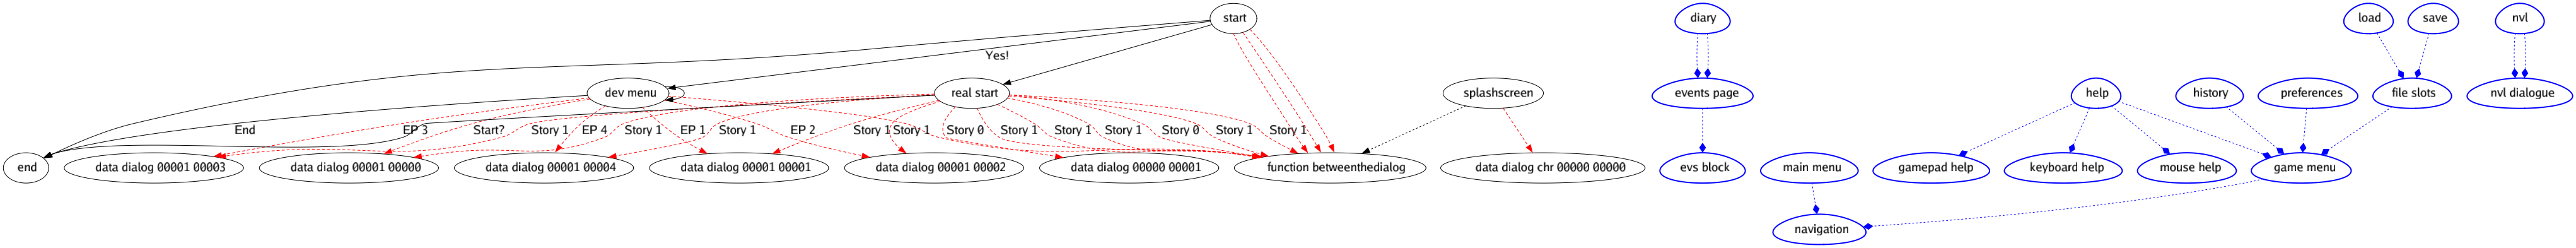 start
diary
load
save
nvl
Yes!
dev menu
real start
splashscreen
events page
help
history
preferences
file slots
nvl dialogue
End
EP 3
Start?
Story 1
EP 4
Story 1
EP 1
Story 1
EP 2
Story 1
Story 1
Story 0
Story 1
Story 1
Story 1
Story 0
Story 1
Story 1
end
data dialog 00001 00003
data dialog 00001 00000
data dialog 00001 00004
data dialog 00001 00001
data dialog 00001 00002
data dialog 00000 00001
function betweenthedialog
data dialog chr 00000 00000
evs block
main menu
gamepad help
keyboard help
mouse help
game menu
navigation